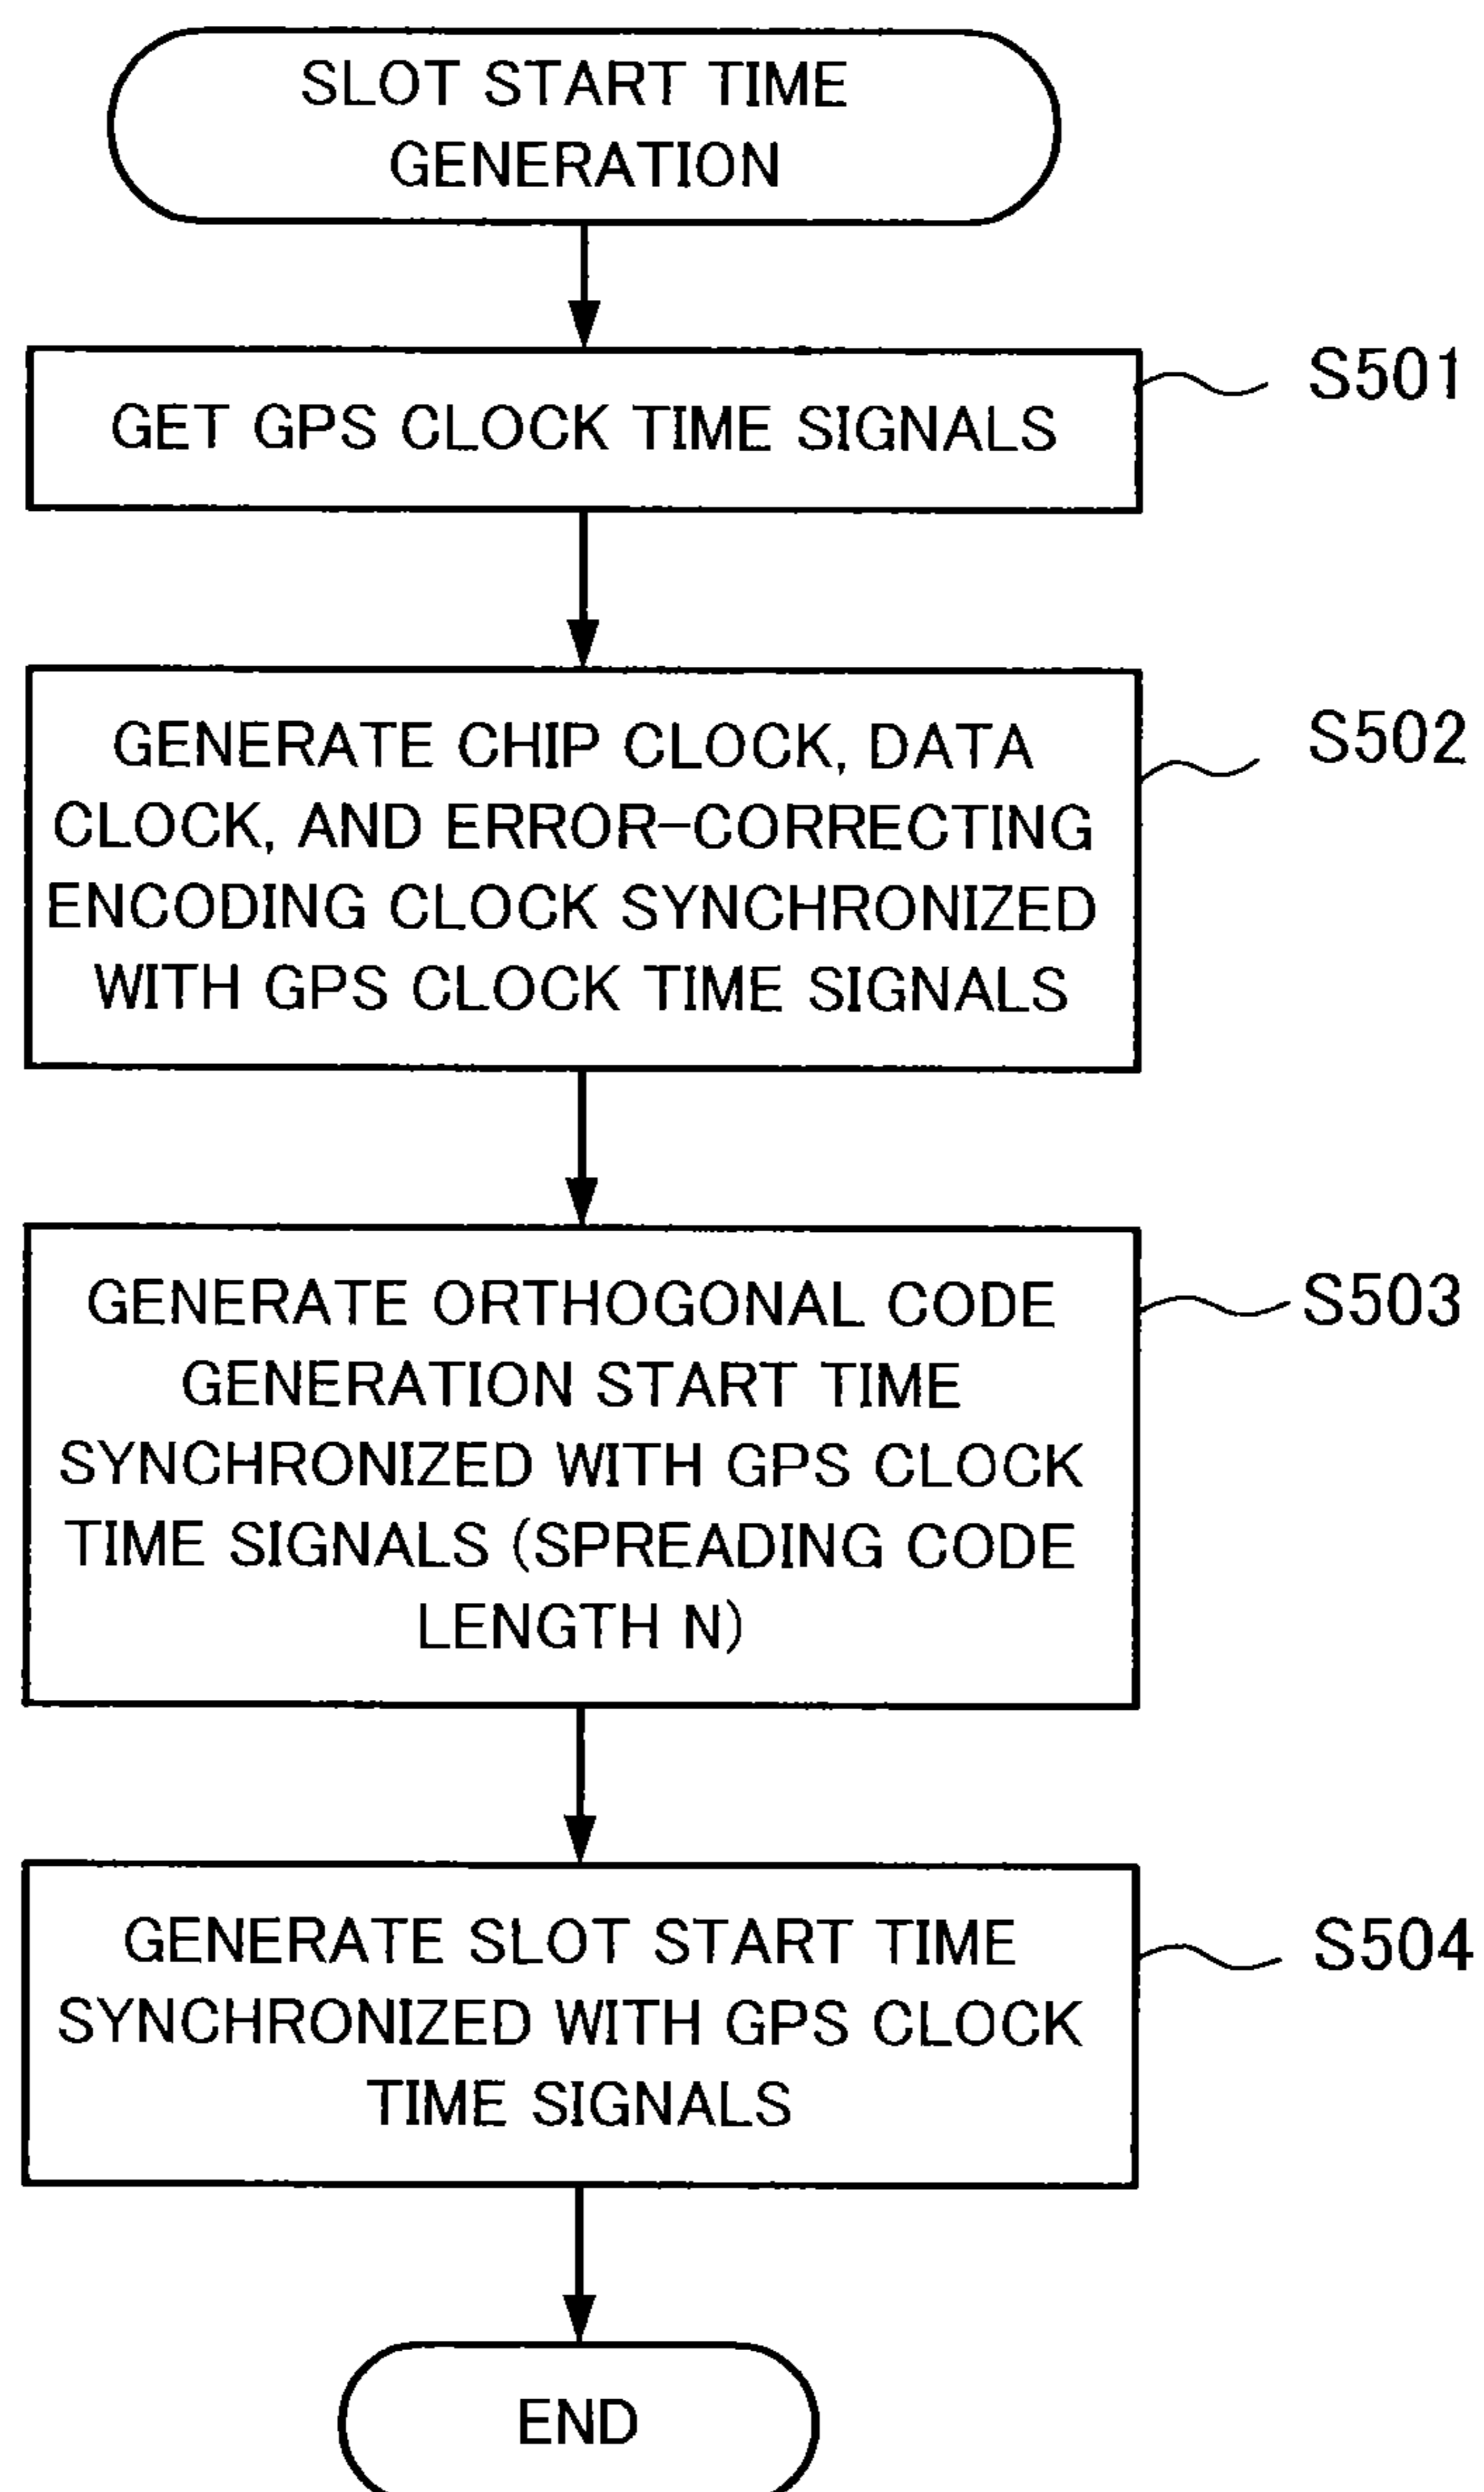 SLOT START TIME
GENERATION
GET GPS CLOCK TIME SIGNALS
S501
GENERATE CHIP CLOCK, DATA
CLOCK, AND ERROR-CORRECTING
ENCODING CLOCK SYNCHRONIZED
WITH GPS CLOCK TIME SIGNALS
S502
GENERATE ORTHOGONAL CODE
GENERATION START TIME
SYNCHRONIZED WITH GPS CLOCK
TIME SIGNALS (SPREADING CODE
LENGTH N)
S503
GENERATE SLOT START TIME
SYNCHRONIZED WITH GPS CLOCK
TIME SIGNALS
S504
END